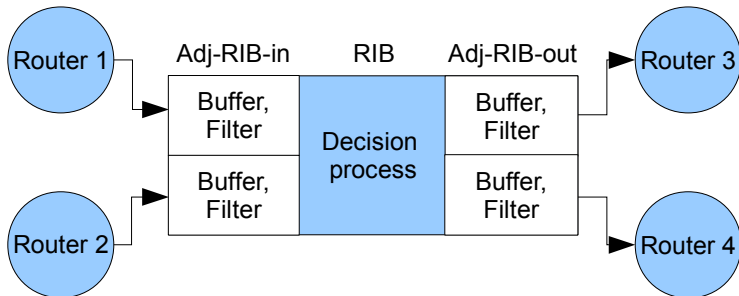 Adj-RIB-in
RIB
Adj-RIB-out
Router 1
Router 3
Buffer,
Filter
Buffer,
Filter
Decision
process
Buffer,
Filter
Buffer,
Filter
Router 2
Router 4